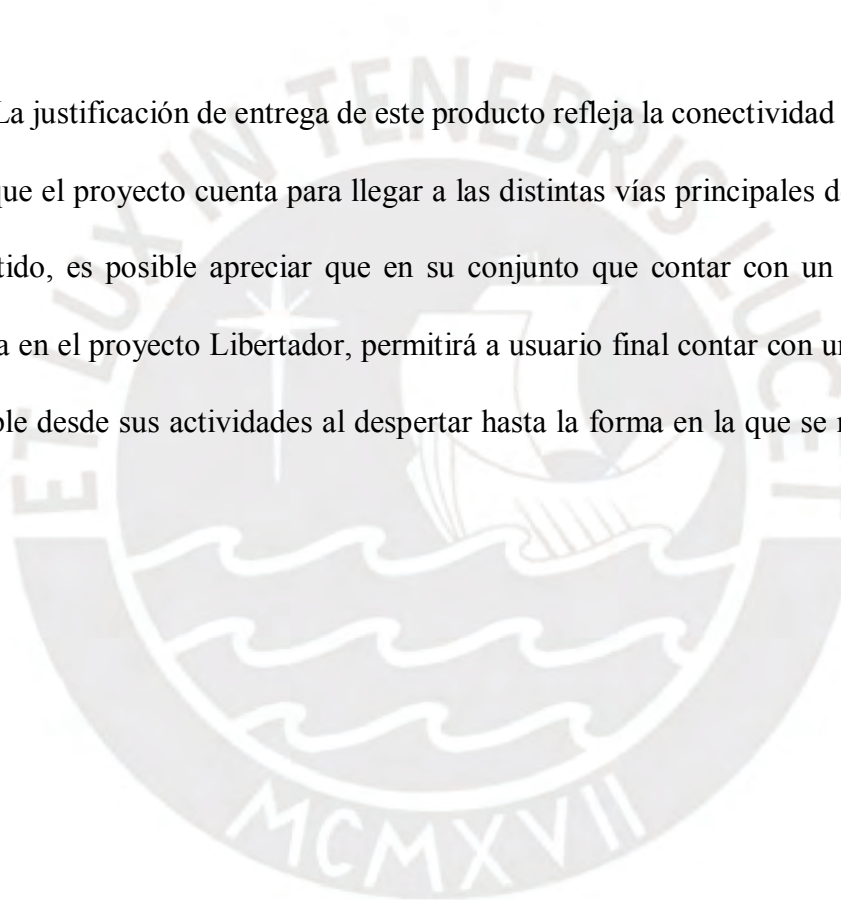 La justificación de entrega de este producto refleja la conectividad
que el proyecto cuenta para llegar a las distintas vías principales
es posible apreciar que en su conjunto que contar con un
en el proyecto Libertador, permitirá a usuario final contar con
desde sus actividades al despertar hasta la forma en la que se
ET LUX IN TENEBRIS LUCET
MCMXVII